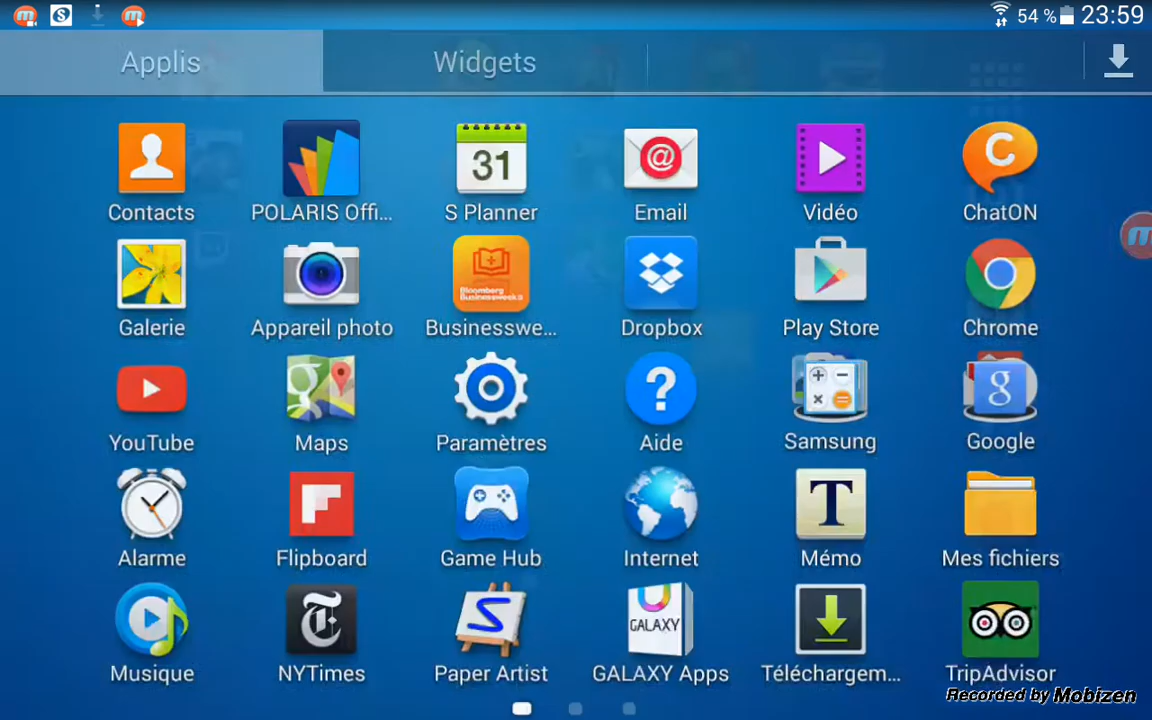 54 % 23:59
Applis Widgets
31 @ C
Contacts POLARIS Offi... S Planner Email Vidéo ChatON
Bloomberg
Businessweek
Galerie Appareil photo Businesswe... Dropbox Play Store Chrome
g ? g
YouTube Maps Paramètres Aide Samsung Google
T
Alarme Flipboard Game Hub Internet Mémo Mes fichiers
GALAXY
Musique NYTimes Paper Artist GALAXY Apps Téléchargem... TripAdvisor
Recorded by Mobizen